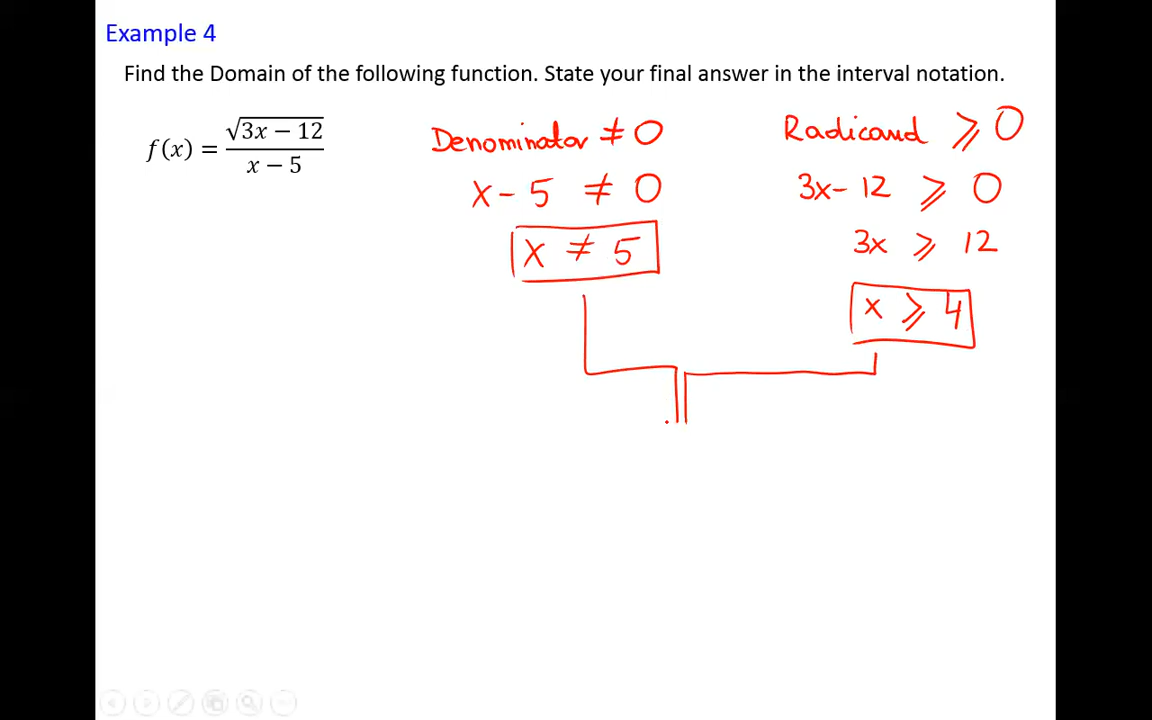 Example 4
Find the Domain of the following function. State your final answer in the interval notation.
f(x) = √(3x − 12) / (x − 5)
Denominator ≠ 0
x - 5 ≠ 0
x ≠ 5
Radicand ⩾ 0
3x - 12 ⩾ 0
3x ⩾ 12
x ⩾ 4